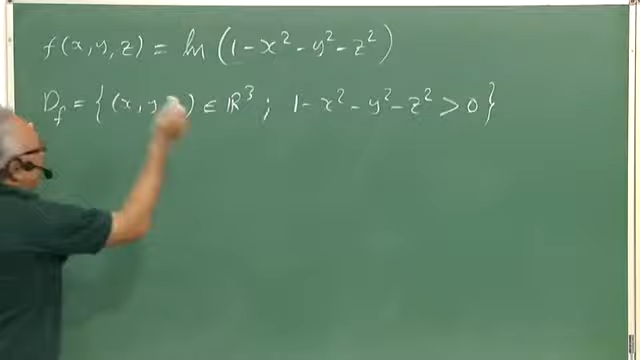 f(x,y,z) = ln (1-x²-y²-z²)
D_f = { (x,y ) ∈ ℝ³ ; 1-x²-y²-z² > 0 }